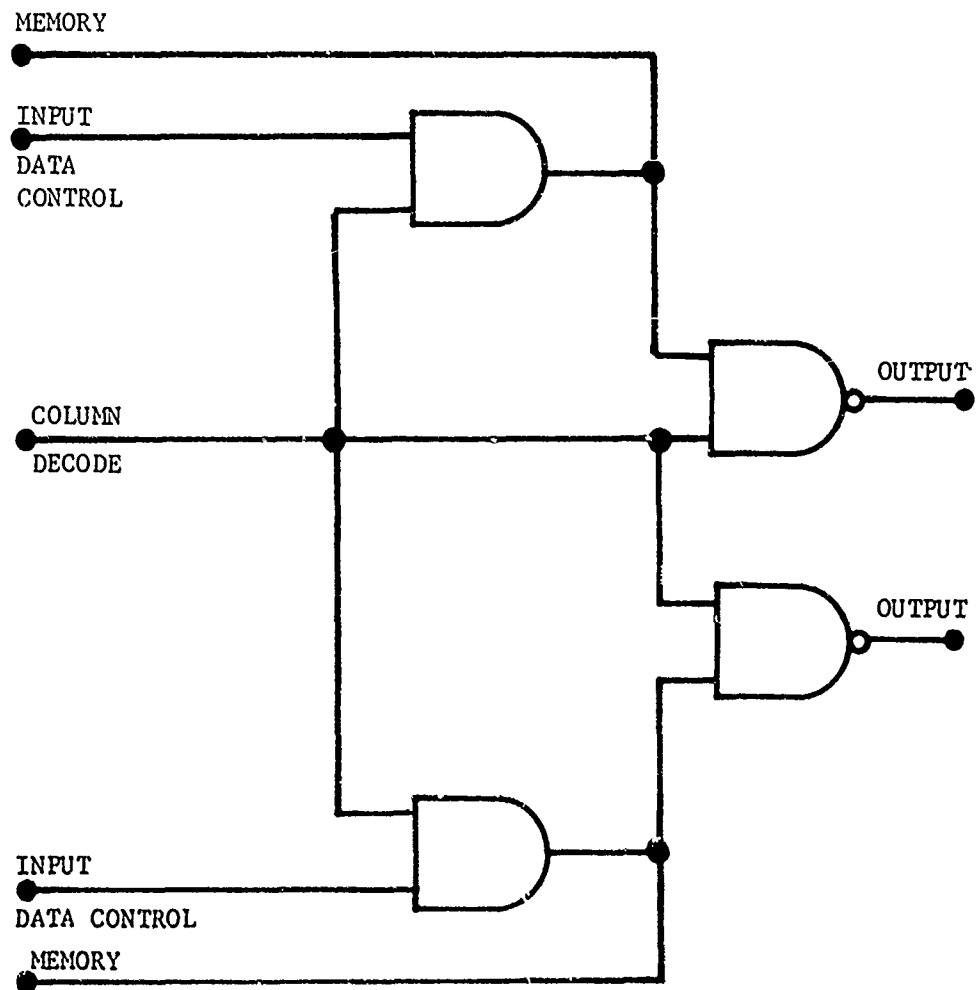 MEMORY
INPUT
DATA
CONTROL
OUTPUT
COLUMN
DECODE
OUTPUT
INPUT
DATA CONTROL
MEMORY